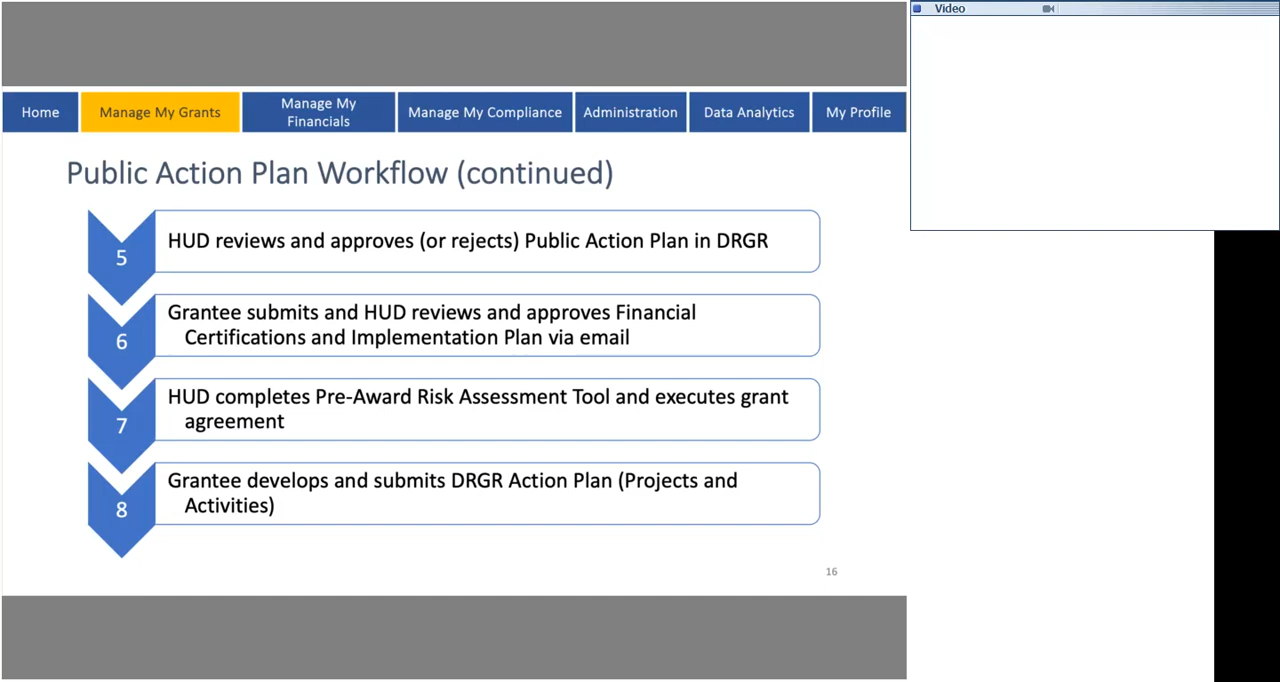 Video
Home
Manage My Grants
Manage My
Financials
Manage My Compliance
Administration
Data Analytics
My Profile
Public Action Plan Workflow (continued)
5
HUD reviews and approves (or rejects) Public Action Plan in DRGR
6
Grantee submits and HUD reviews and approves Financial
Certifications and Implementation Plan via email
7
HUD completes Pre-Award Risk Assessment Tool and executes grant
agreement
8
Grantee develops and submits DRGR Action Plan (Projects and
Activities)
16